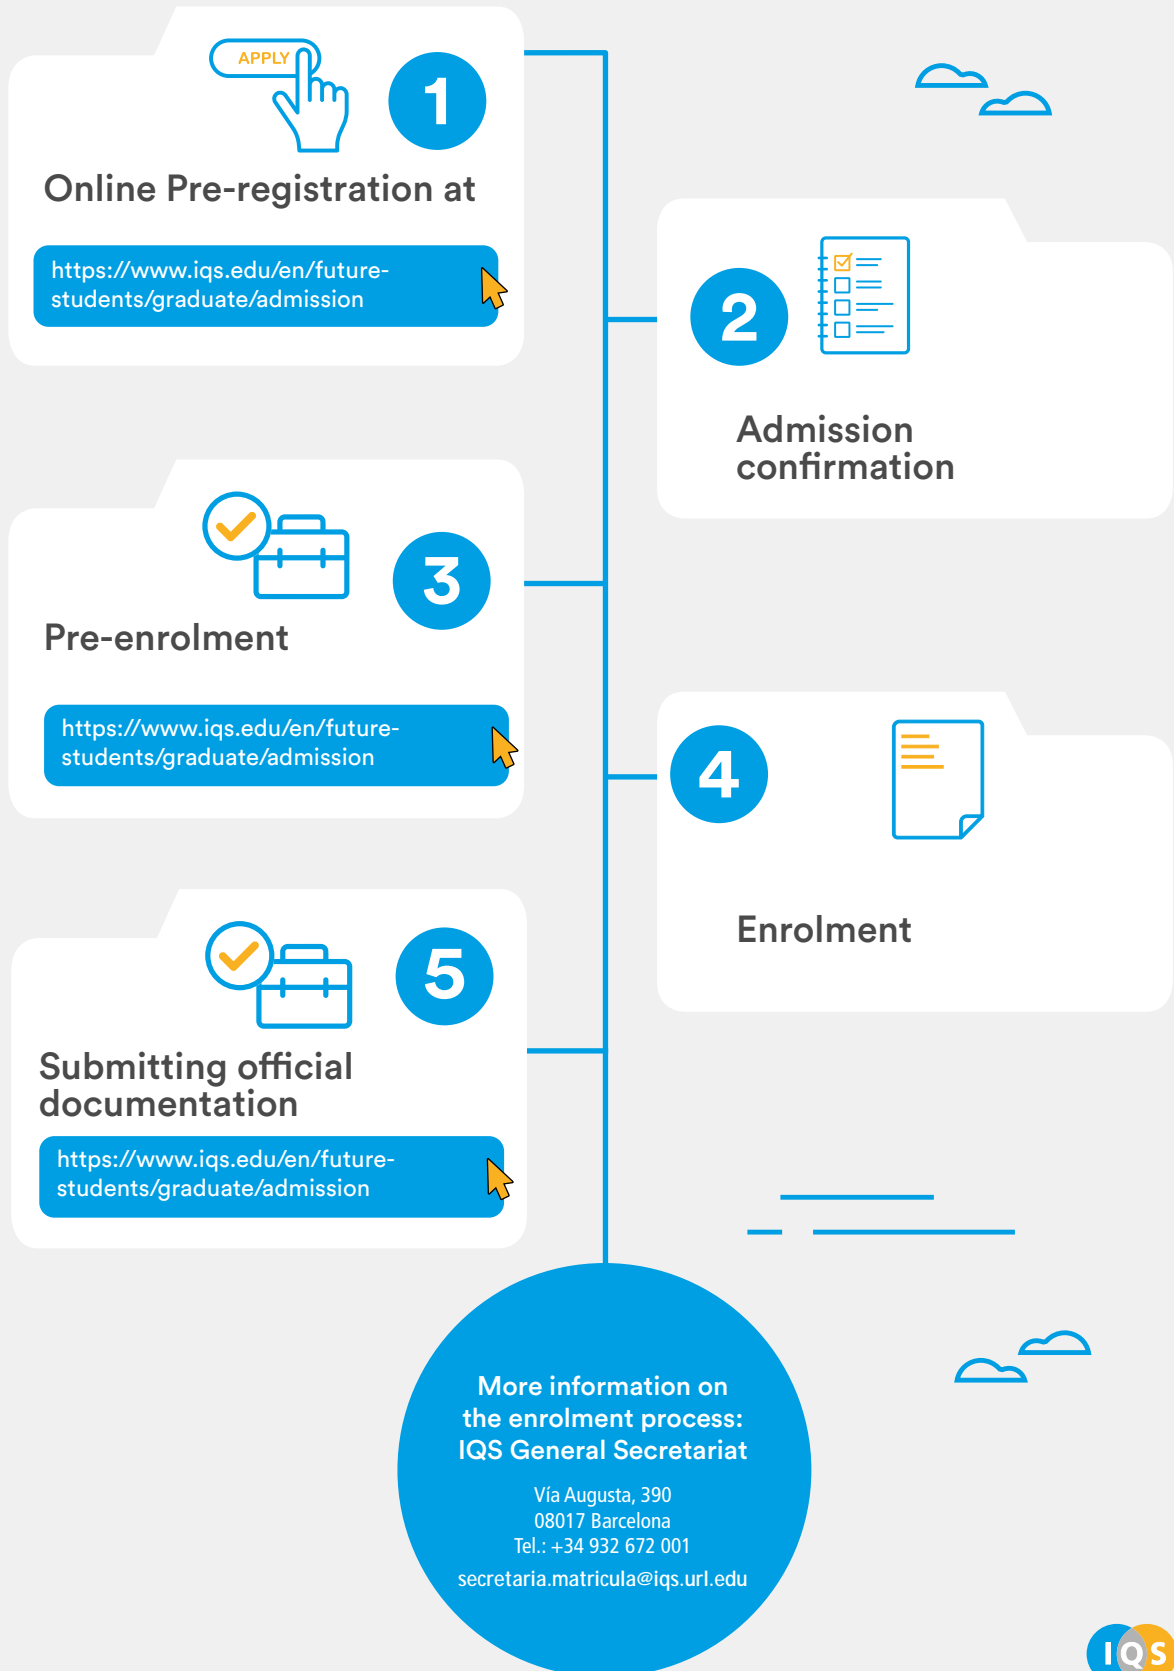 APPLY
1
Online Pre-registration at
https://www.iqs.edu/en/future-
students/graduate/admission
2
Admission
confirmation
3
Pre-enrolment
https://www.iqs.edu/en/future-
students/graduate/admission
4
Enrolment
5
Submitting official
documentation
https://www.iqs.edu/en/future-
students/graduate/admission
More information on
the enrolment process:
IQS General Secretariat
Vía Augusta, 390
08017 Barcelona
Tel.: +34 932 672 001
secretaria.matricula@iqs.url.edu
IQS